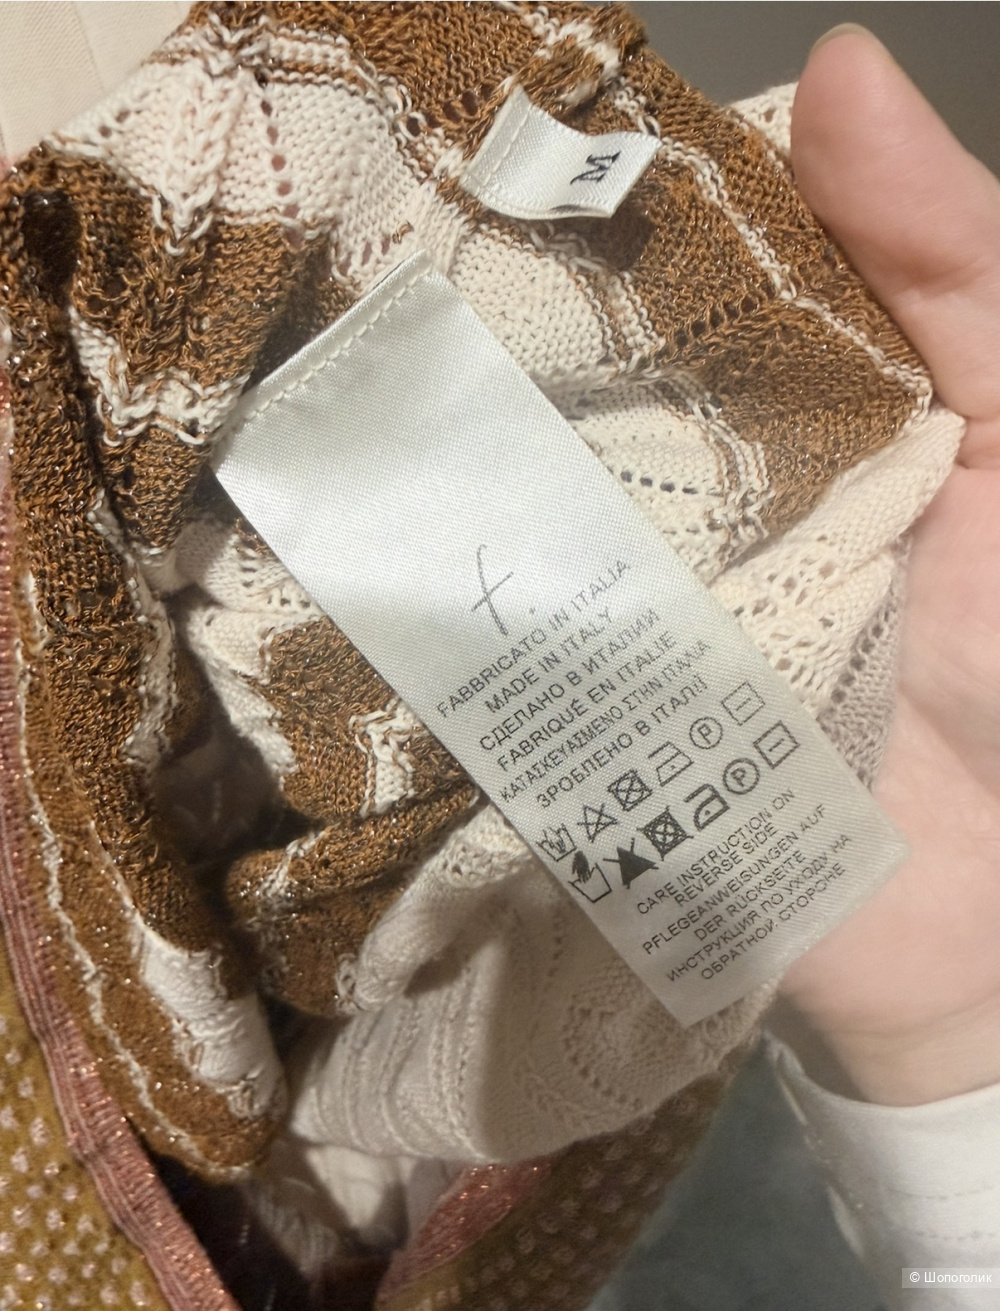 M
f.
FABBRICATO IN ITALIA
MADE IN ITALY
СДЕЛАНО В ИТАЛИИ
FABRIQUÉ EN ITALIE
ΚΑΤΑΣΚΕΥΑΣΜΕΝΟ ΣΤΗΝ ΙΤΑΛΙΑ
ЗРОБЛЕНО В ІТАЛІЇ
P
P
CARE INSTRUCTION ON
REVERSE SIDE
PFLEGEANWEISUNGEN AUF
DER RÜCKSEITE
ИНСТРУКЦИЯ ПО УХОДУ НА
ОБРАТНОЙ СТОРОНЕ
© Шопоголик